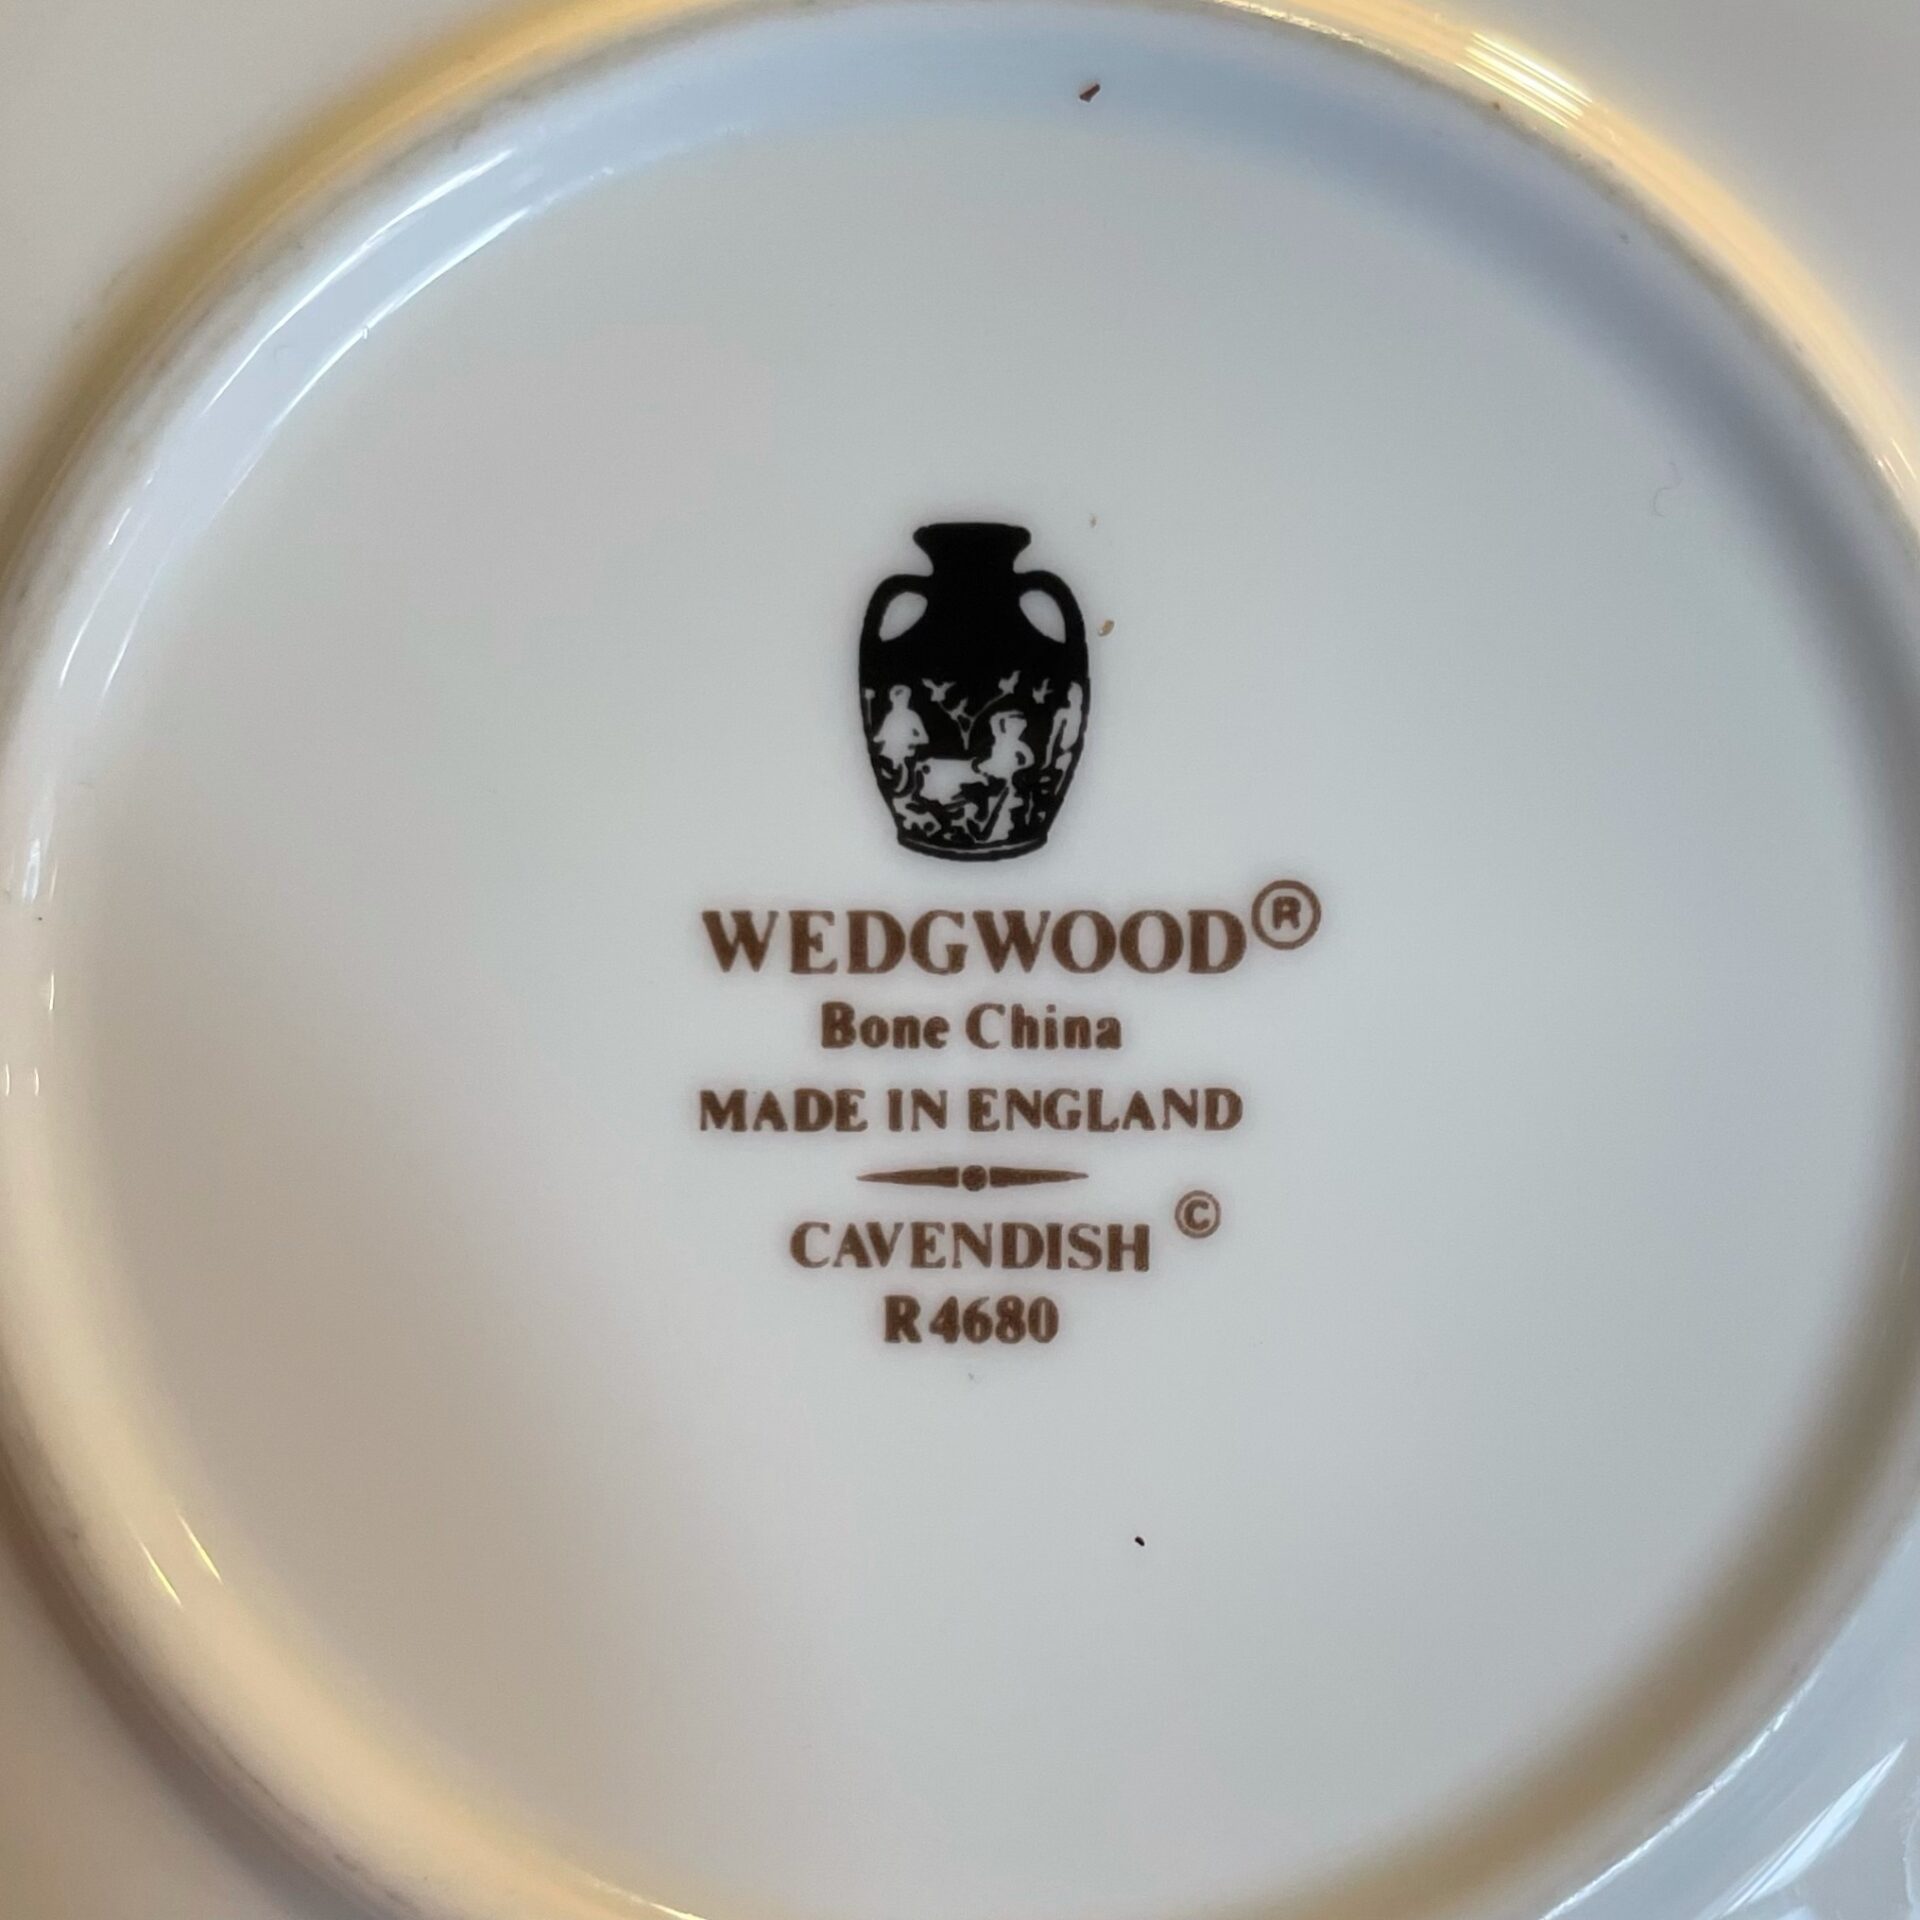 WEDGWOOD®
Bone China
MADE IN ENGLAND
CAVENDISH ©
R4680